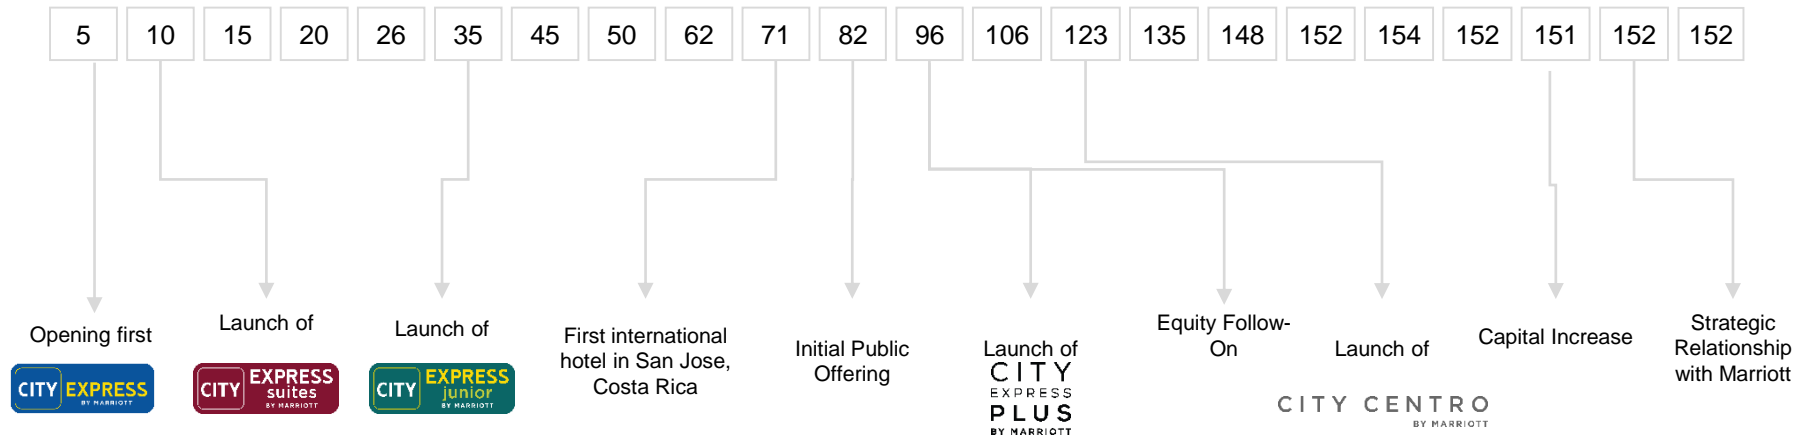 5 10 15 20 26 35 45 50 62 71 82 96 106 123 135 148 152 154 152 151 152 152
Opening first
CITY EXPRESS
BY MARRIOTT
Launch of
CITY EXPRESS
suites
BY MARRIOTT
Launch of
CITY EXPRESS
junior
BY MARRIOTT
First international
hotel in San Jose,
Costa Rica
Initial Public
Offering
Launch of
CITY
EXPRESS
PLUS
BY MARRIOTT
Equity Follow-
On
Launch of
CITY CENTRO
BY MARRIOTT
Capital Increase
Strategic
Relationship
with Marriott